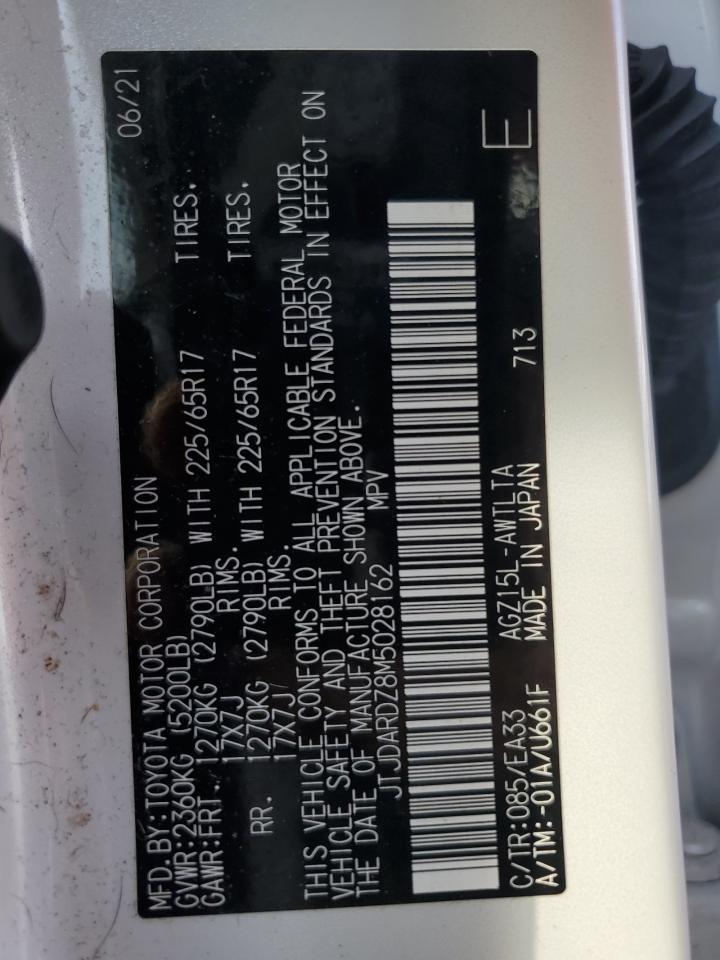 MFD.BY:TOYOTA MOTOR CORPORATION 06/21
GVWR:2360KG (5200LB)
GAWR:FRT. 1270KG (2790LB) WITH 225/65R17 TIRES.
17X7J RIMS.
RR. 1270KG (2790LB) WITH 225/65R17 TIRES.
17X7J RIMS.
THIS VEHICLE CONFORMS TO ALL APPLICABLE FEDERAL MOTOR
VEHICLE SAFETY AND THEFT PREVENTION STANDARDS IN EFFECT ON
THE DATE OF MANUFACTURE SHOWN ABOVE.
JTJDARDZ8M5028162 MPV
C/TR:085/EA33 AGZ15L-AWTLTA 713 E
A/TM:-01A/U661F MADE IN JAPAN